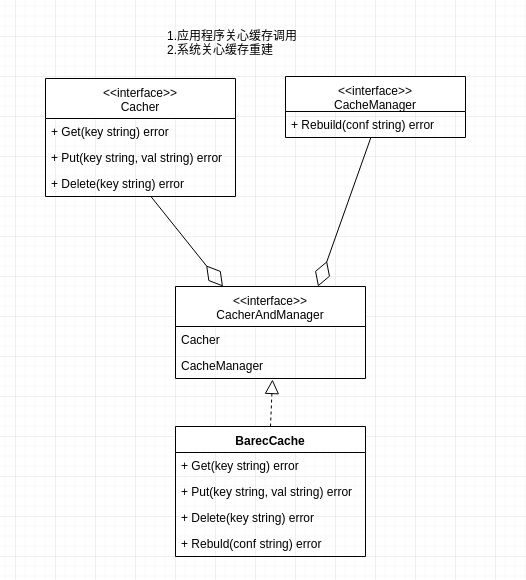 1.应用程序关心缓存调用
2.系统关心缓存重建
<<interface>>
Cacher
+ Get(key string) error
+ Put(key string, val string) error
+ Delete(key string) error
<<interface>>
CacheManager
+ Rebuild(conf string) error
<<interface>>
CacherAndManager
Cacher
CacheManager
BarecCache
+ Get(key string) error
+ Put(key string, val string) error
+ Delete(key string) error
+ Rebuld(conf string) error